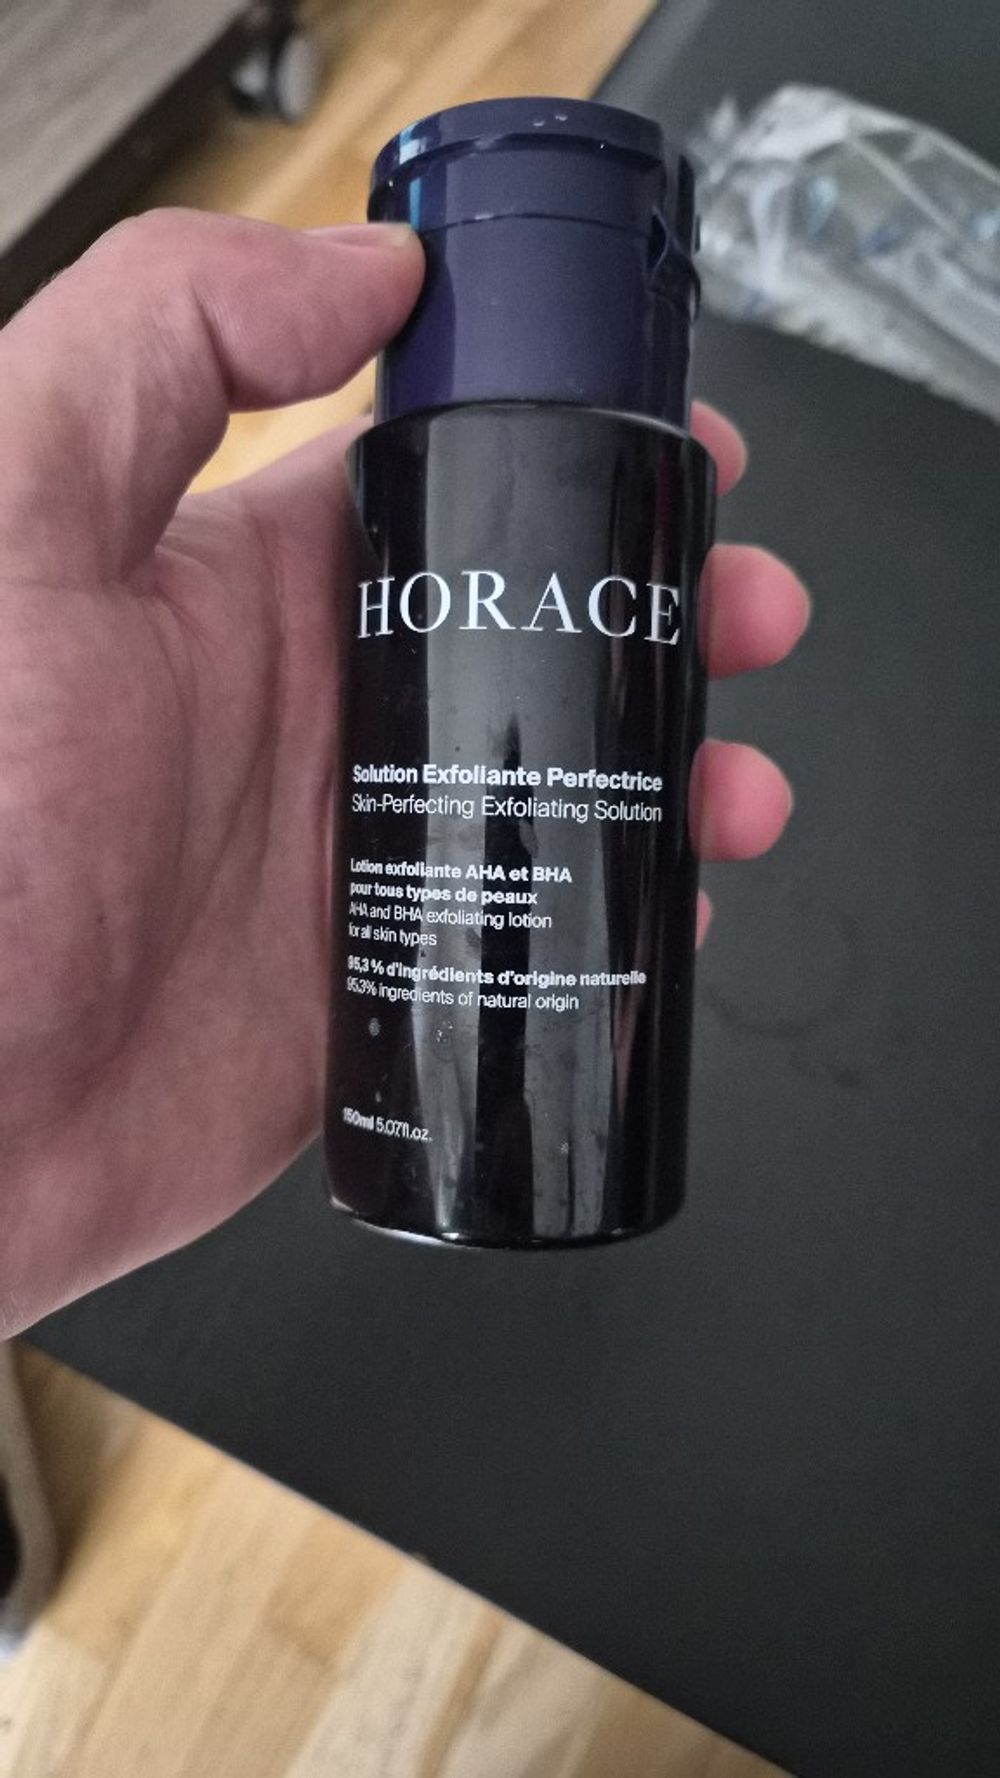 HORACE
Solution Exfoliante Perfectrice
Skin-Perfecting Exfoliating Solution
Lotion exfoliante AHA et BHA
pour tous types de peaux
AHA and BHA exfoliating lotion
for all skin types
95,3 % d'ingrédients d'origine naturelle
95.3% ingredients of natural origin
150ml 5.07fl.oz.